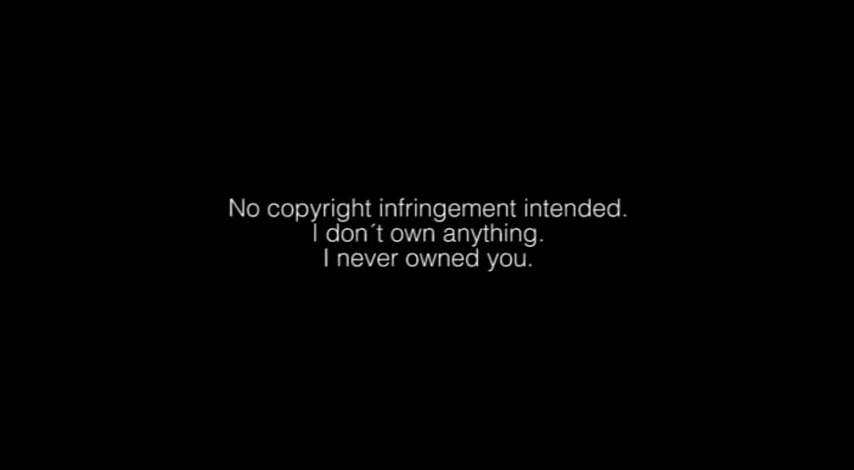 No copyright infringement intended.
I don´t own anything.
I never owned you.